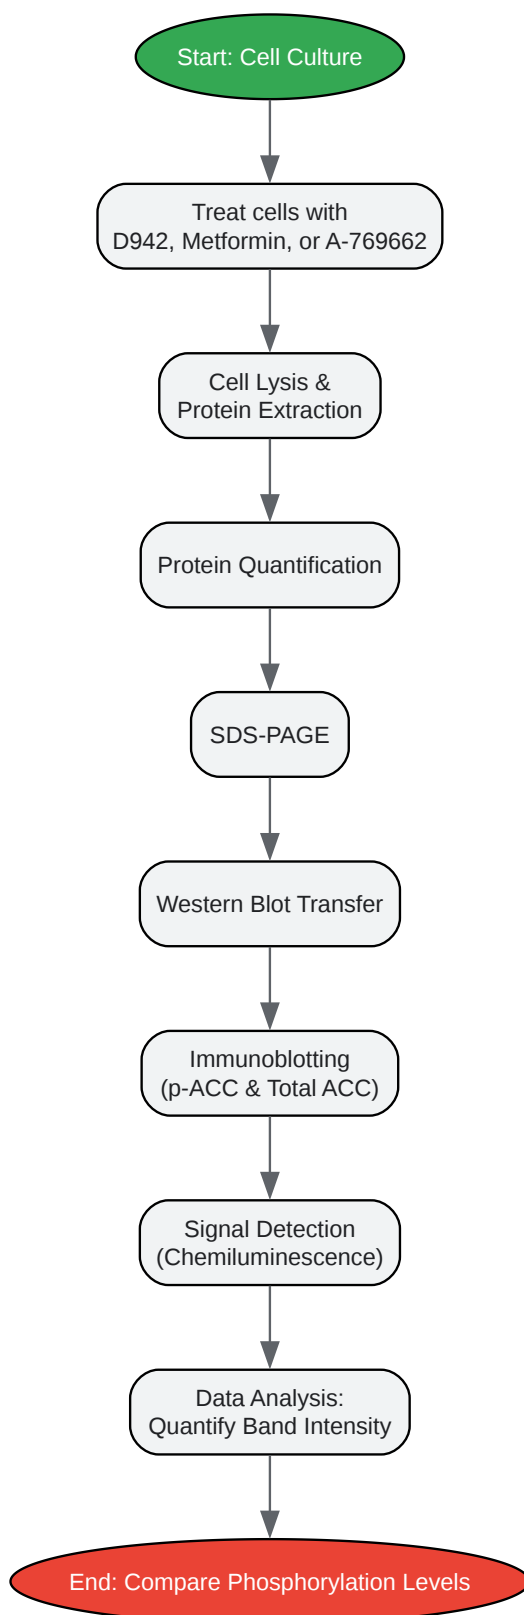 Start: Cell Culture
Treat cells with
D942, Metformin, or A-769662
Cell Lysis &
Protein Extraction
Protein Quantification
SDS-PAGE
Western Blot Transfer
Immunoblotting
(p-ACC & Total ACC)
Signal Detection
(Chemiluminescence)
Data Analysis:
Quantify Band Intensity
End: Compare Phosphorylation Levels